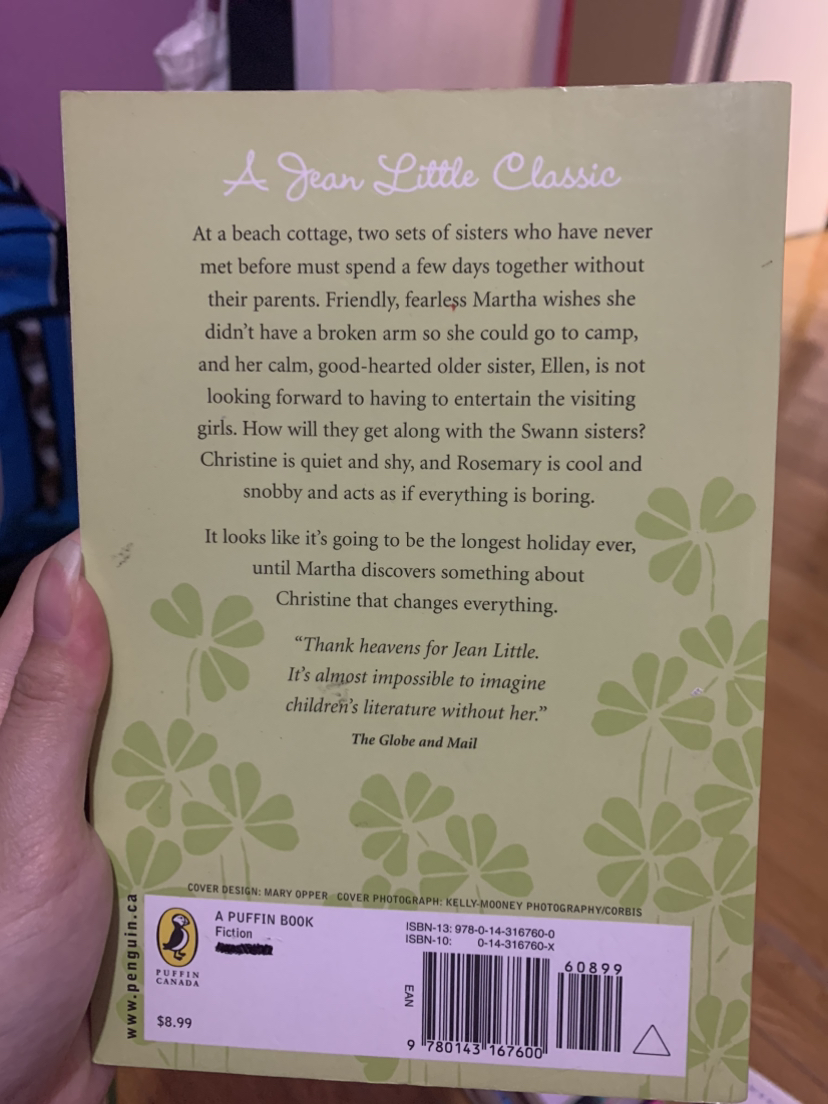 A Jean Little Classic
At a beach cottage, two sets of sisters who have never
met before must spend a few days together without
their parents. Friendly, fearless Martha wishes she
didn't have a broken arm so she could go to camp,
and her calm, good-hearted older sister, Ellen, is not
looking forward to having to entertain the visiting
girls. How will they get along with the Swann sisters?
Christine is quiet and shy, and Rosemary is cool and
snobby and acts as if everything is boring.
It looks like it's going to be the longest holiday ever,
until Martha discovers something about
Christine that changes everything.
“Thank heavens for Jean Little.
It's almost impossible to imagine
children's literature without her.”
The Globe and Mail
COVER DESIGN: MARY OPPER COVER PHOTOGRAPH: KELLY-MOONEY PHOTOGRAPHY/CORBIS
www.penguin.ca
PUFFIN
CANADA
A PUFFIN BOOK
Fiction
$8.99
ISBN-13: 978-0-14-316760-0
ISBN-10: 0-14-316760-X
60899
EAN
9 780143 167600